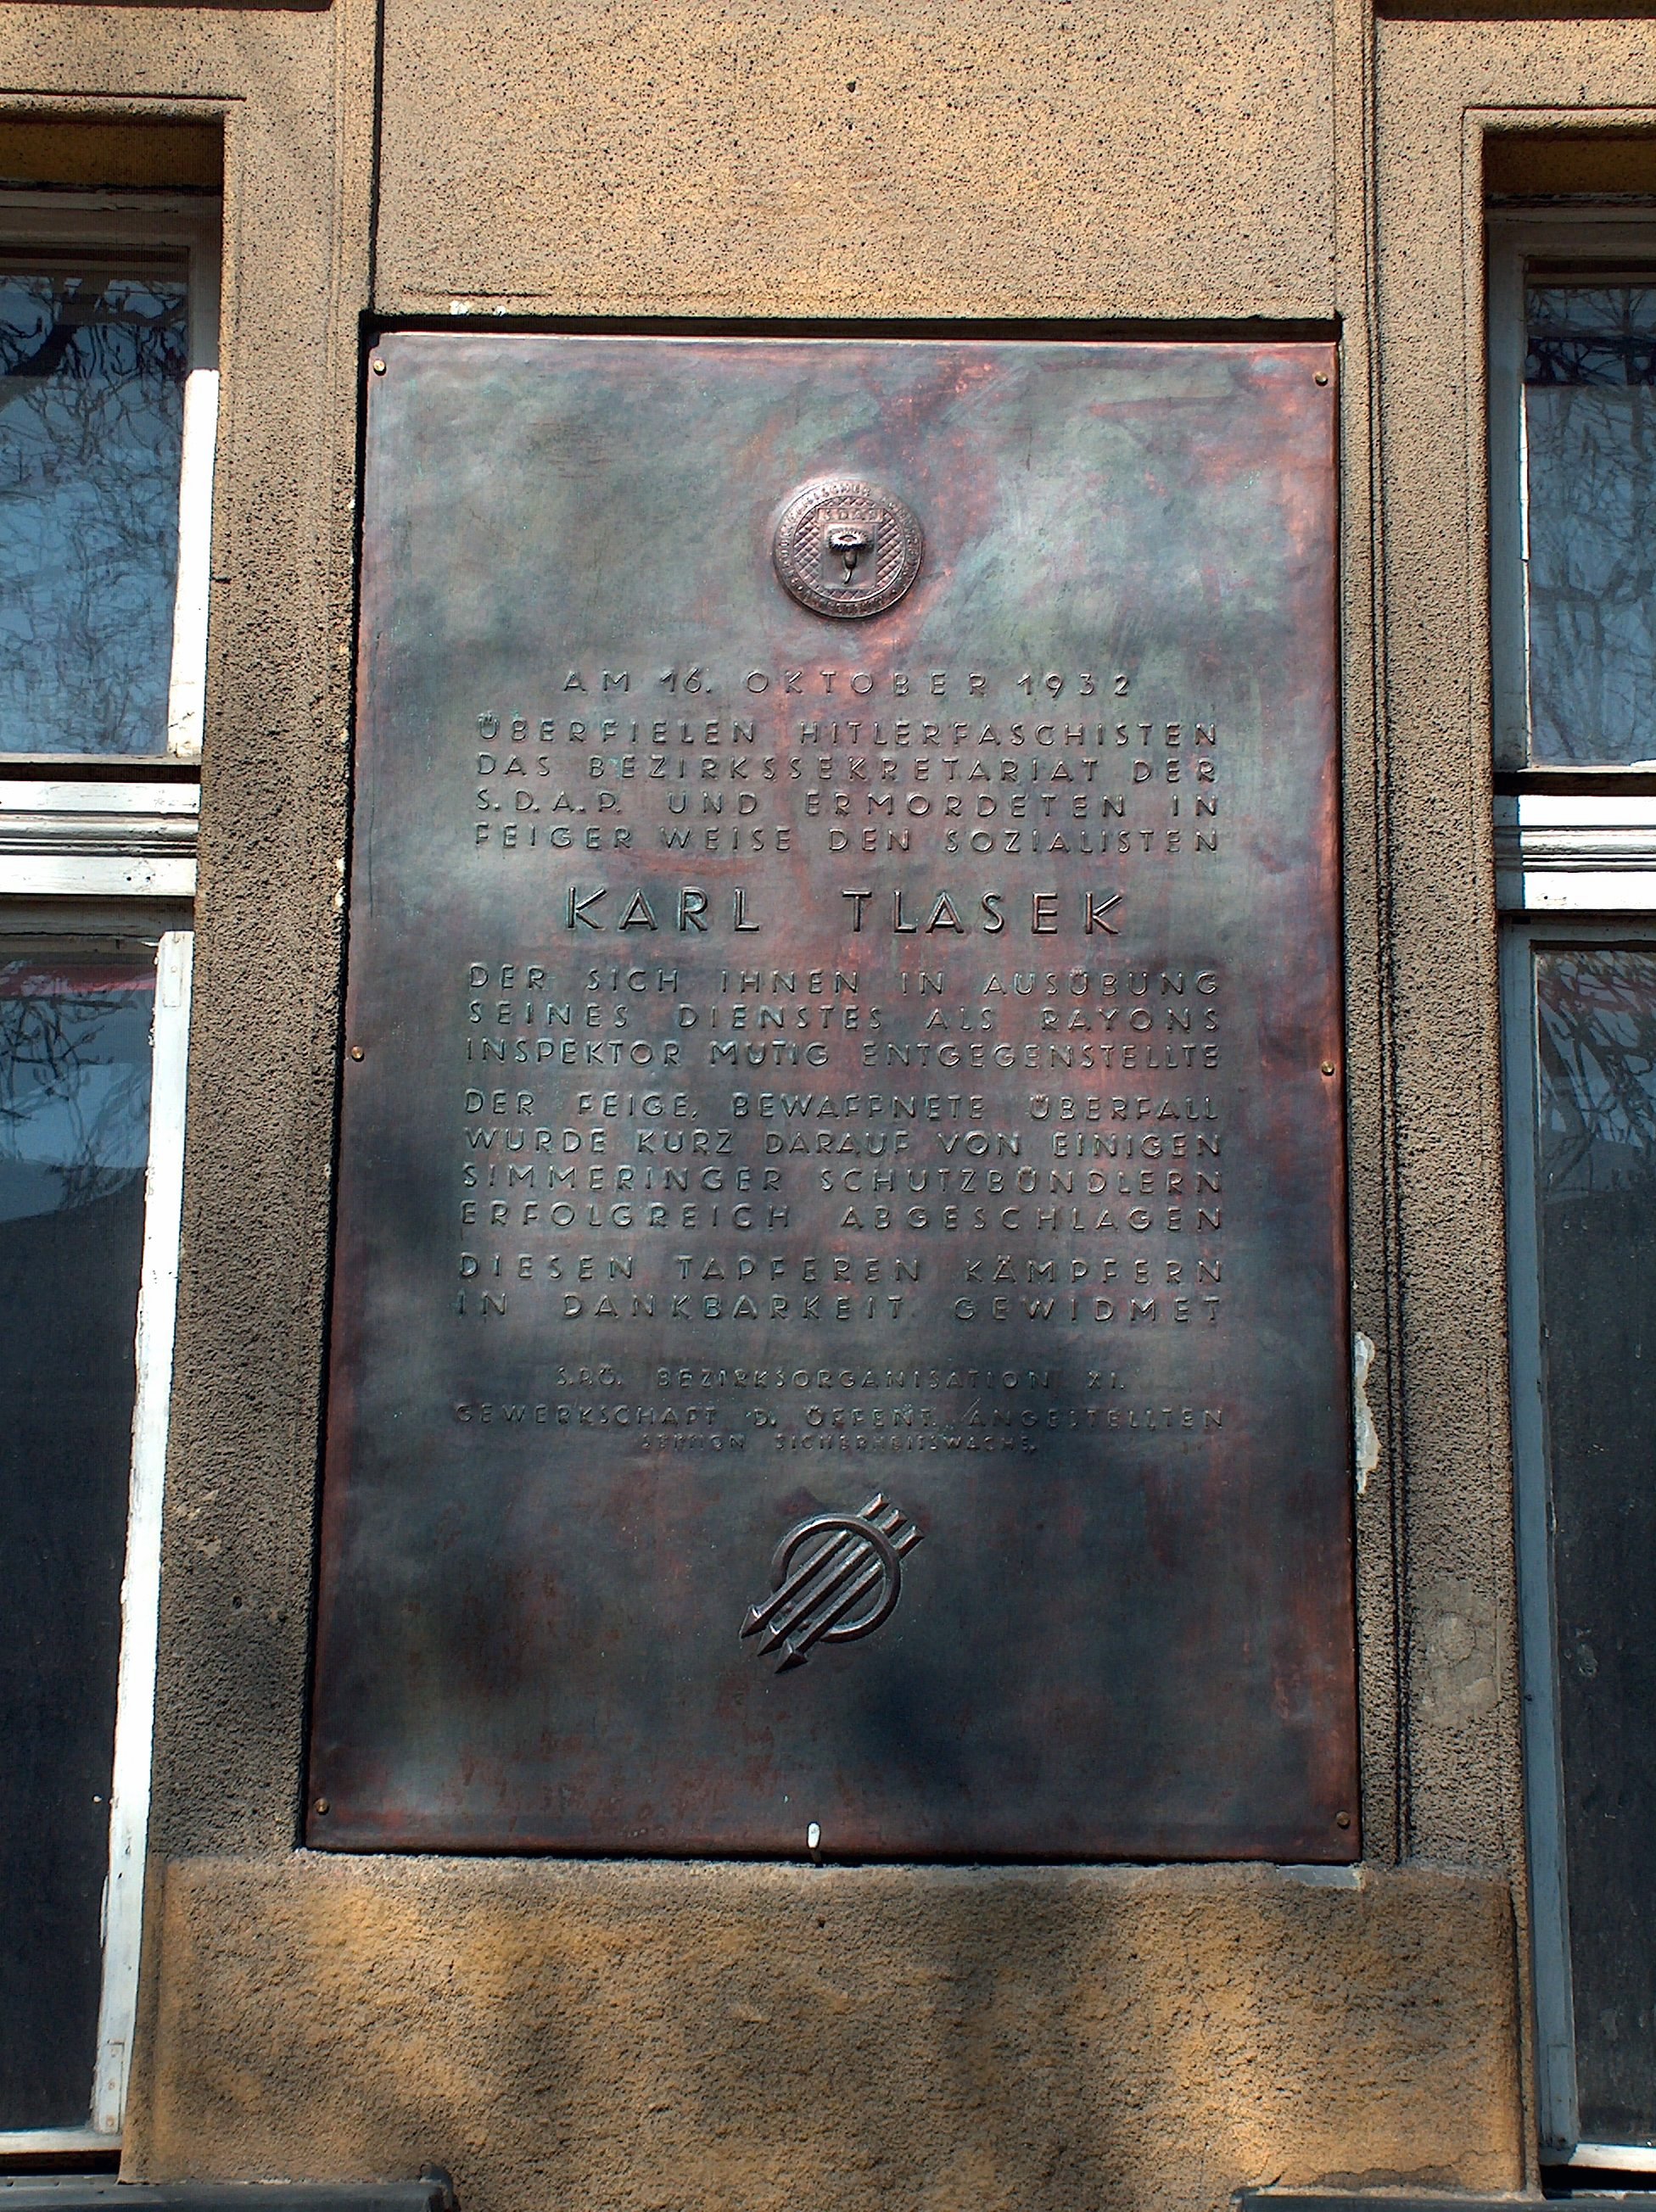 S.D.A.P.
AM 16. OKTOBER 1932
ÜBERFIELEN HITLERFASCHISTEN
DAS BEZIRKSSEKRETARIAT DER
S.D.A.P. UND ERMORDETEN IN
FEIGER WEISE DEN SOZIALISTEN
KARL TLASEK
DER SICH IHNEN IN AUSÜBUNG
SEINES DIENSTES ALS RAYONS
INSPEKTOR MUTIG ENTGEGENSTELLTE
DER FEIGE, BEWAFFNETE ÜBERFALL
WURDE KURZ DARAUF VON EINIGEN
SIMMERINGER SCHUTZBÜNDLERN
ERFOLGREICH ABGESCHLAGEN
DIESEN TAPFEREN KÄMPFERN
IN DANKBARKEIT GEWIDMET
S.P.Ö. BEZIRKSORGANISATION XI.
GEWERKSCHAFT D. ÖFFENT. ANGESTELLTEN
SEKTION SICHERHEITSWACHE.